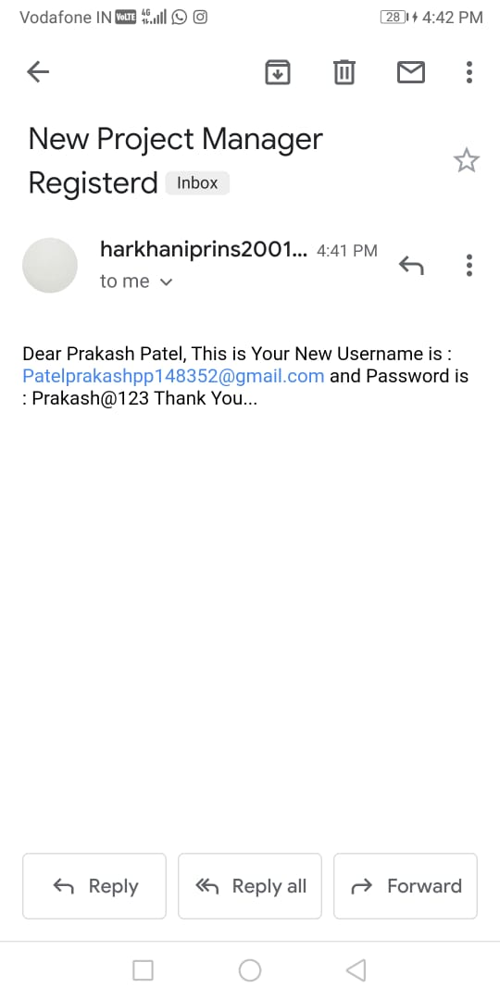 Vodafone IN VoLTE 4G 28 4:42 PM
New Project Manager
Registerd Inbox
harkhaniprins2001... 4:41 PM
to me
Dear Prakash Patel, This is Your New Username is :
Patelprakashpp148352@gmail.com and Password is
: Prakash@123 Thank You...
Reply Reply all Forward